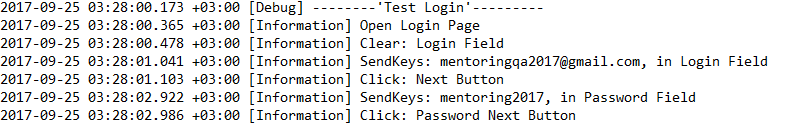 2017-09-25 03:28:00.173 +03:00 [Debug] --------'Test Login'---------
2017-09-25 03:28:00.365 +03:00 [Information] Open Login Page
2017-09-25 03:28:00.478 +03:00 [Information] Clear: Login Field
2017-09-25 03:28:01.041 +03:00 [Information] SendKeys: mentoringqa2017@gmail.com, in Login Field
2017-09-25 03:28:01.103 +03:00 [Information] Click: Next Button
2017-09-25 03:28:02.922 +03:00 [Information] SendKeys: mentoring2017, in Password Field
2017-09-25 03:28:02.986 +03:00 [Information] Click: Password Next Button